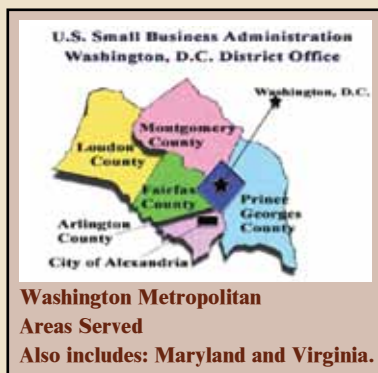 U.S. Small Business Administration
Washington, D.C. District Office
Washington, D.C.
Montgomery
County
Loudon
County
Fairfax
County
Prince
Georges
County
Arlington
County
City of Alexandria
Washington Metropolitan
Areas Served
Also includes: Maryland and Virginia.